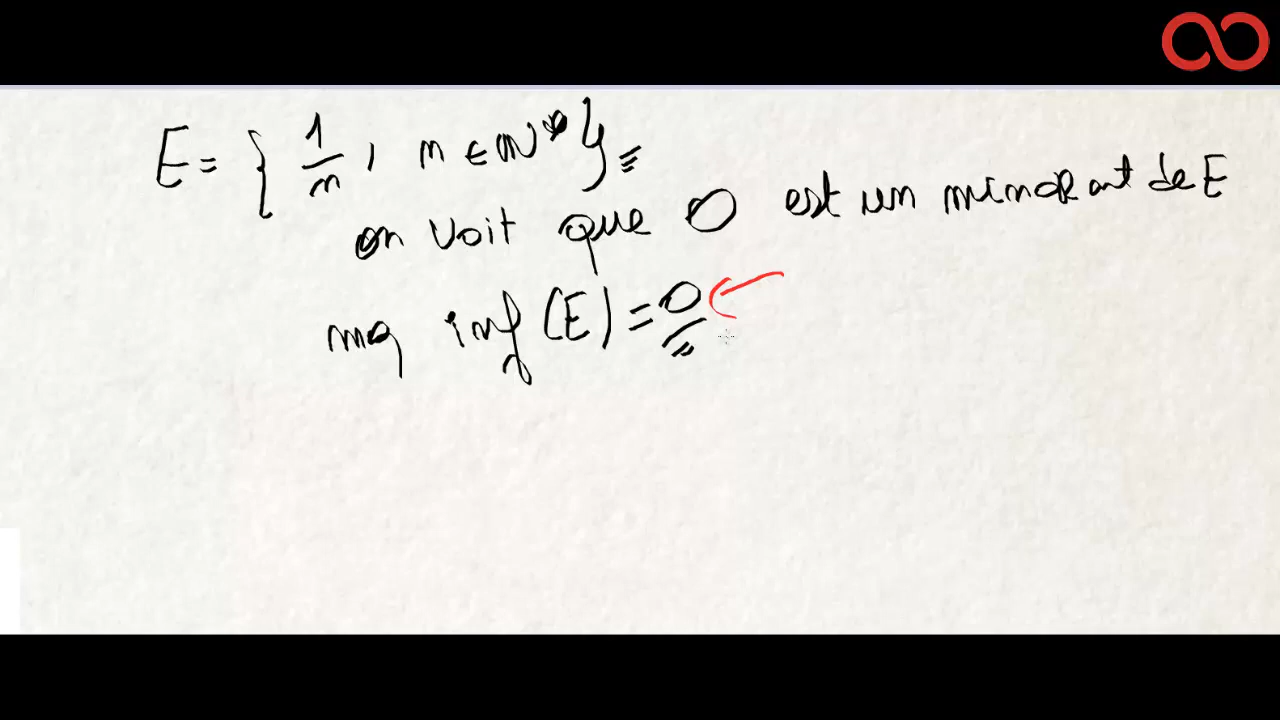 E = { 1/n , n ∈ ℕ* }
on voit que 0 est un minorant de E
mq inf (E) = 0